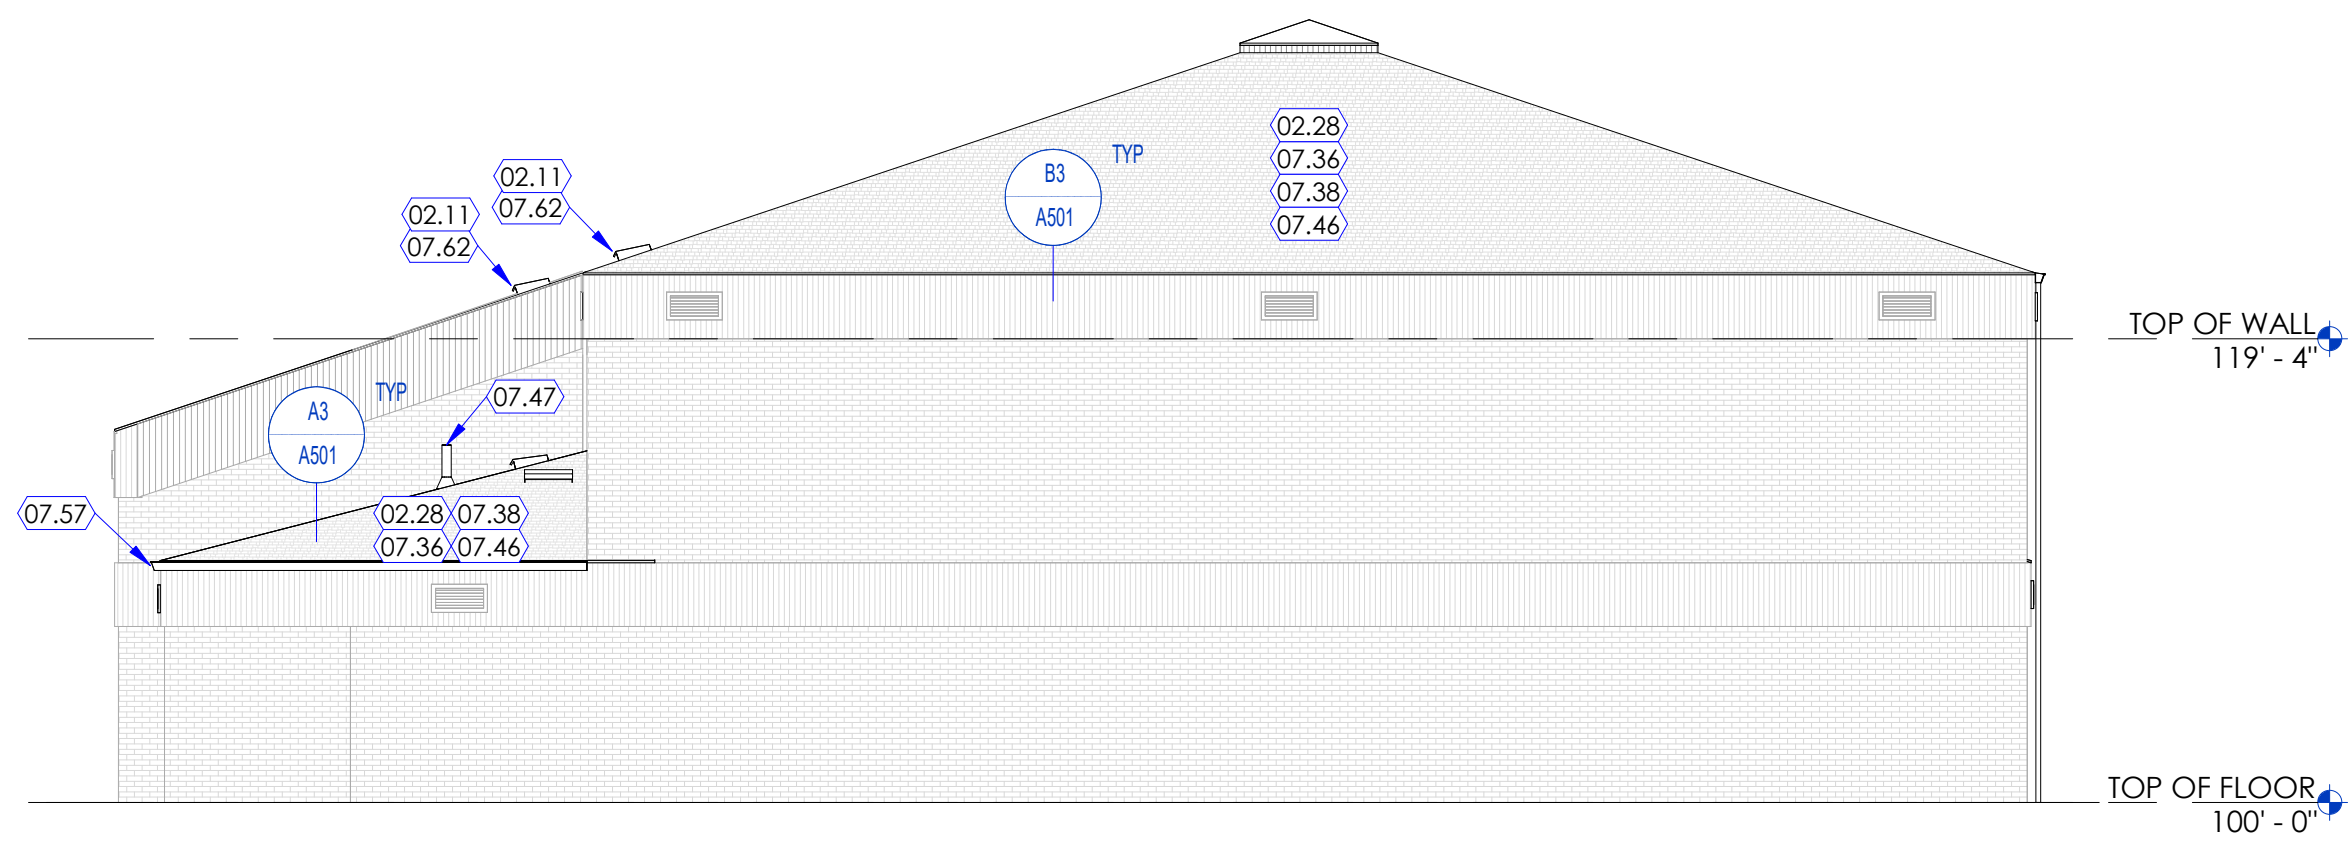 02.28
07.36
07.38
07.46
B3
A501
TYP
02.11
07.62
02.11
07.62
TOP OF WALL
119' - 4"
A3
A501
TYP
07.47
07.57
02.28 07.38
07.36 07.46
TOP OF FLOOR
100' - 0"